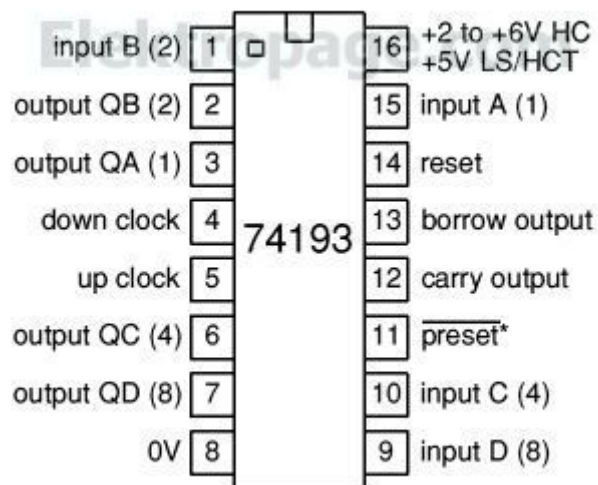 Elektropage.com
input B (2) 1 16 +2 to +6V HC
+5V LS/HCT
output QB (2) 2 15 input A (1)
output QA (1) 3 14 reset
down clock 4 13 borrow output
74193
up clock 5 12 carry output
output QC (4) 6 11 preset*
output QD (8) 7 10 input C (4)
0V 8 9 input D (8)